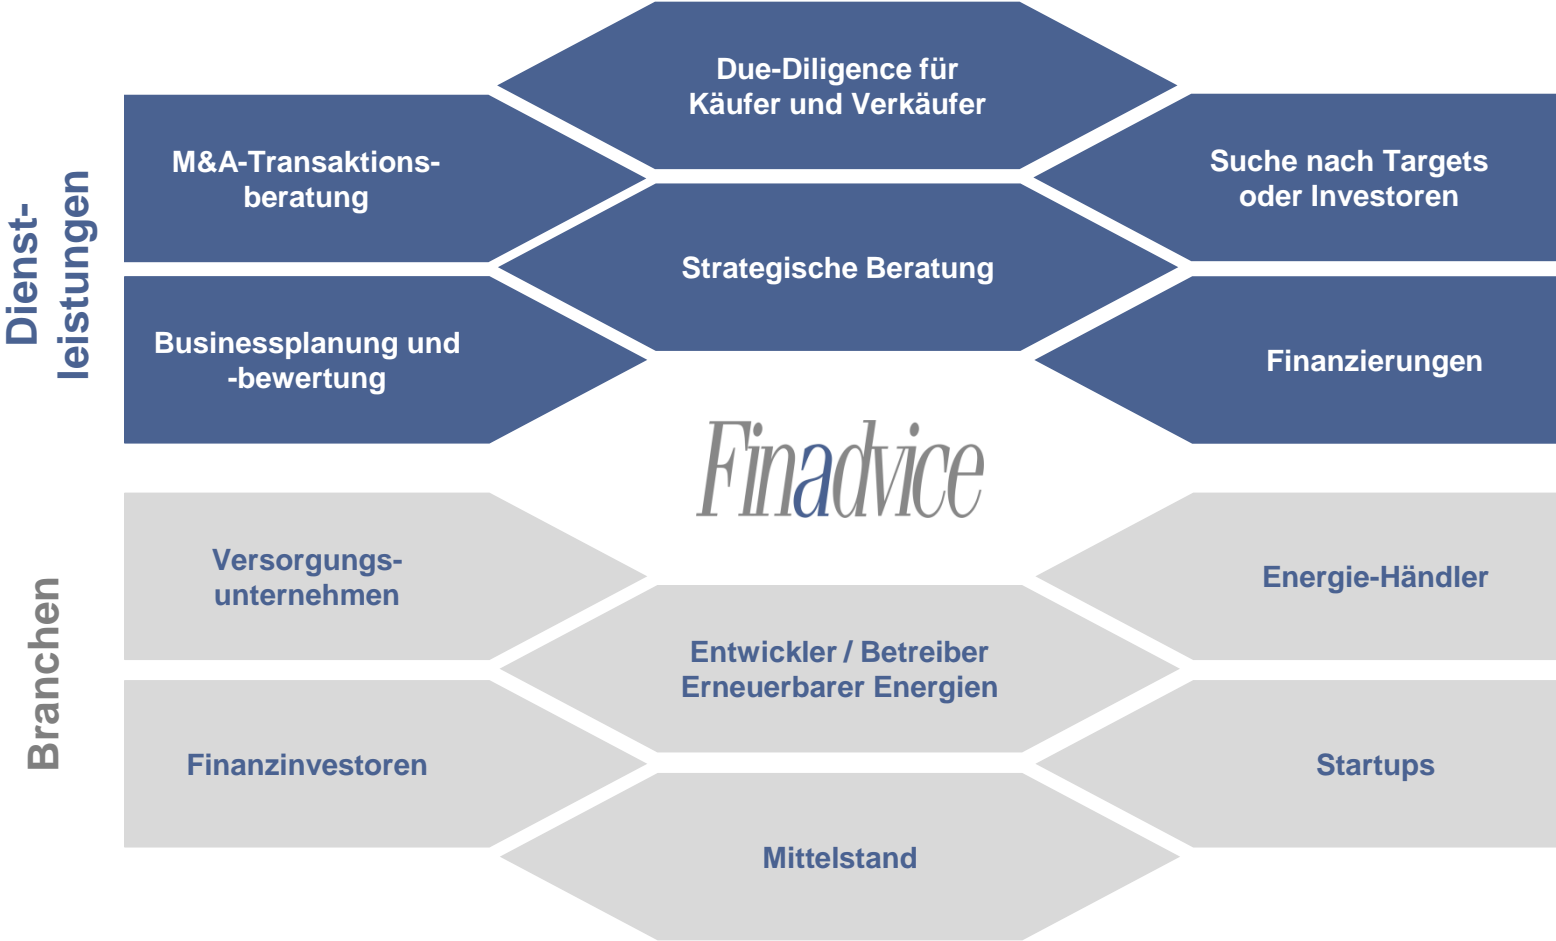 Dienst-
leistungen
Due-Diligence für
Käufer und Verkäufer
M&A-Transaktions-
beratung
Suche nach Targets
oder Investoren
Strategische Beratung
Businessplanung und
-bewertung
Finanzierungen
Finadvice
Branchen
Versorgungs-
unternehmen
Energie-Händler
Entwickler / Betreiber
Erneuerbarer Energien
Finanzinvestoren
Startups
Mittelstand